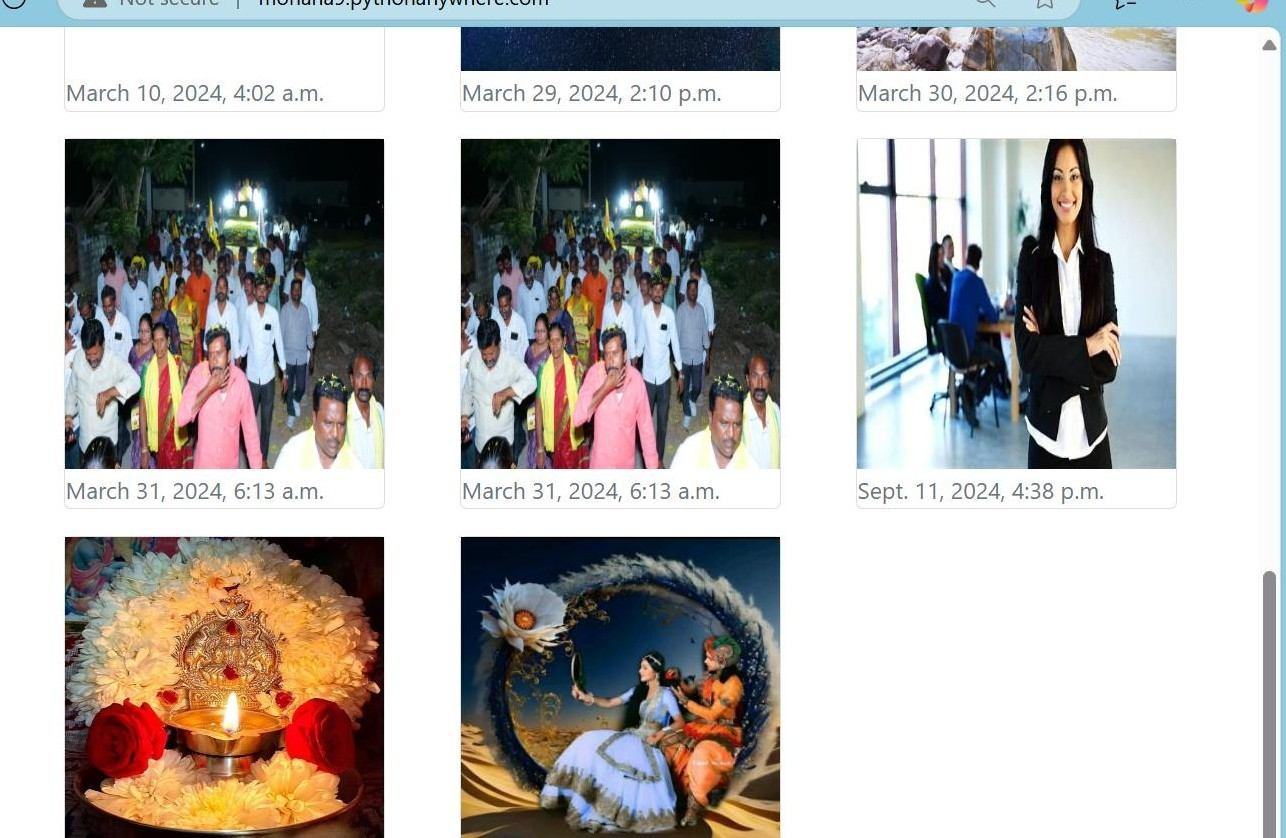 Not secure | mohana9.pythonanywhere.com
March 10, 2024, 4:02 a.m.
March 29, 2024, 2:10 p.m.
March 30, 2024, 2:16 p.m.
March 31, 2024, 6:13 a.m.
March 31, 2024, 6:13 a.m.
Sept. 11, 2024, 4:38 p.m.